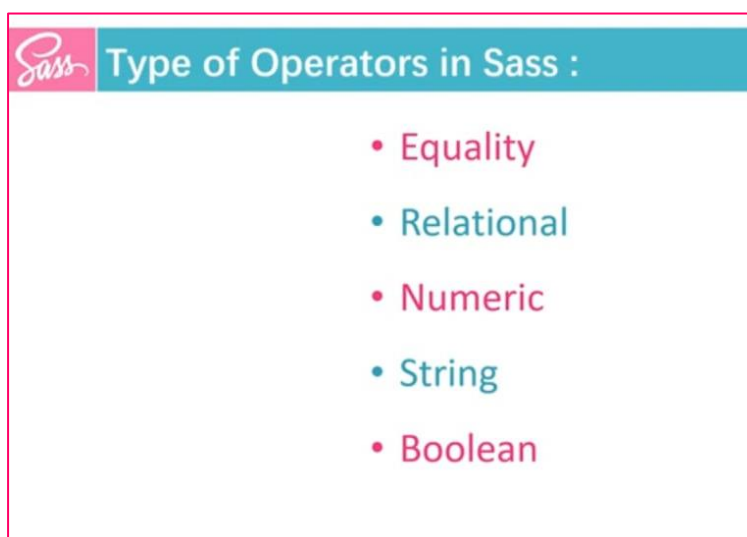 Sass
Type of Operators in Sass :
• Equality
• Relational
• Numeric
• String
• Boolean